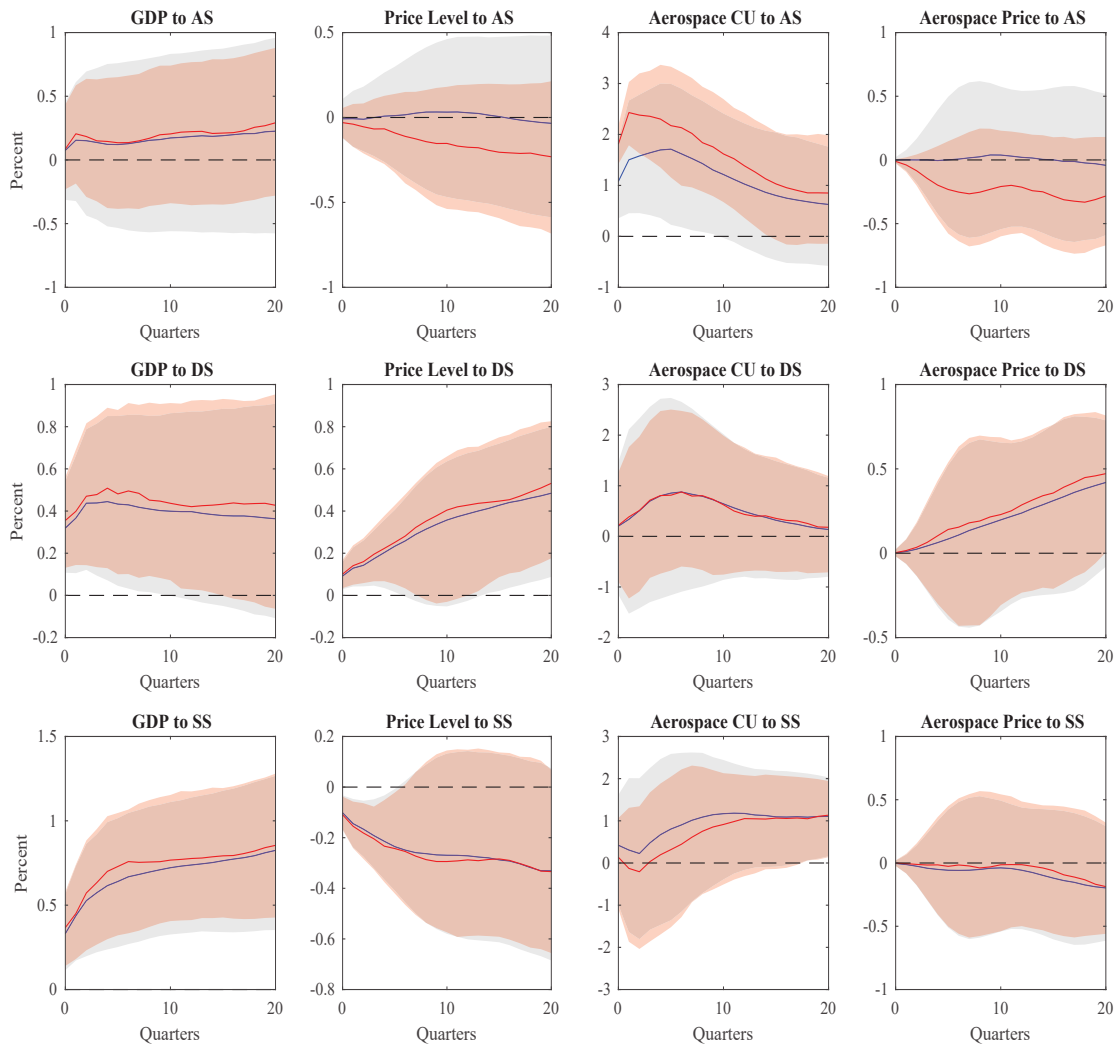 GDP to AS
Price Level to AS
Aerospace CU to AS
Aerospace Price to AS
1
0.5
0
-0.5
-1
Percent
0 10 20
Quarters
0.5
0
-1
0 10 20
Quarters
4
3
2
1
0
-1
0 10 20
Quarters
1
0.5
0
-0.5
-1
0 10 20
Quarters
GDP to DS
Price Level to DS
Aerospace CU to DS
Aerospace Price to DS
1
0.8
0.6
0.4
0.2
0
-0.2
Percent
0 10 20
Quarters
1
0.8
0.6
0.4
0.2
0
-0.2
0 10 20
Quarters
3
2
1
0
-1
-2
0 10 20
Quarters
1
0.5
0
-0.5
0 10 20
Quarters
GDP to SS
Price Level to SS
Aerospace CU to SS
Aerospace Price to SS
1.5
1
0.5
0
Percent
0 10 20
Quarters
0.2
0
-0.2
-0.4
-0.6
-0.8
0 10 20
Quarters
3
2
1
0
-1
-2
-3
0 10 20
Quarters
1
0.5
0
-0.5
-1
0 10 20
Quarters